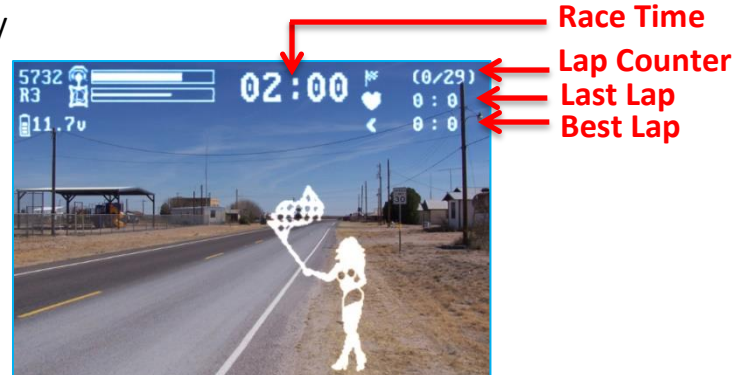 Race Time
Lap Counter
Last Lap
Best Lap
5732
R3
11.7v
02:00
(0/29)
0:0
0:0
30